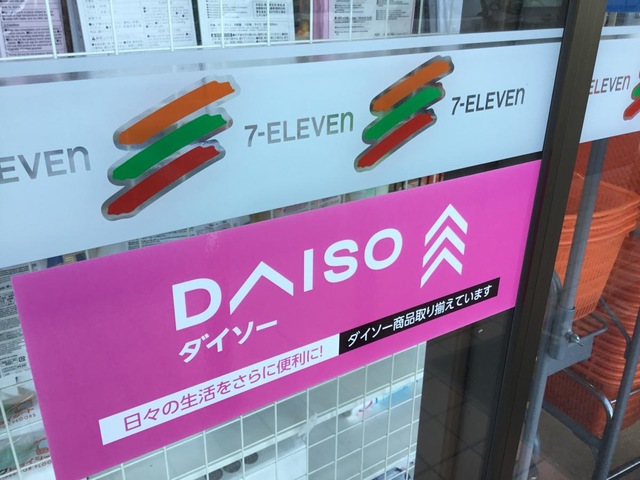 ELEVEn
7-ELEVEn
7-ELEVEn
ELEVEn
DAISO
ダイソー
日々の生活をさらに便利に!
ダイソー商品取り揃えています